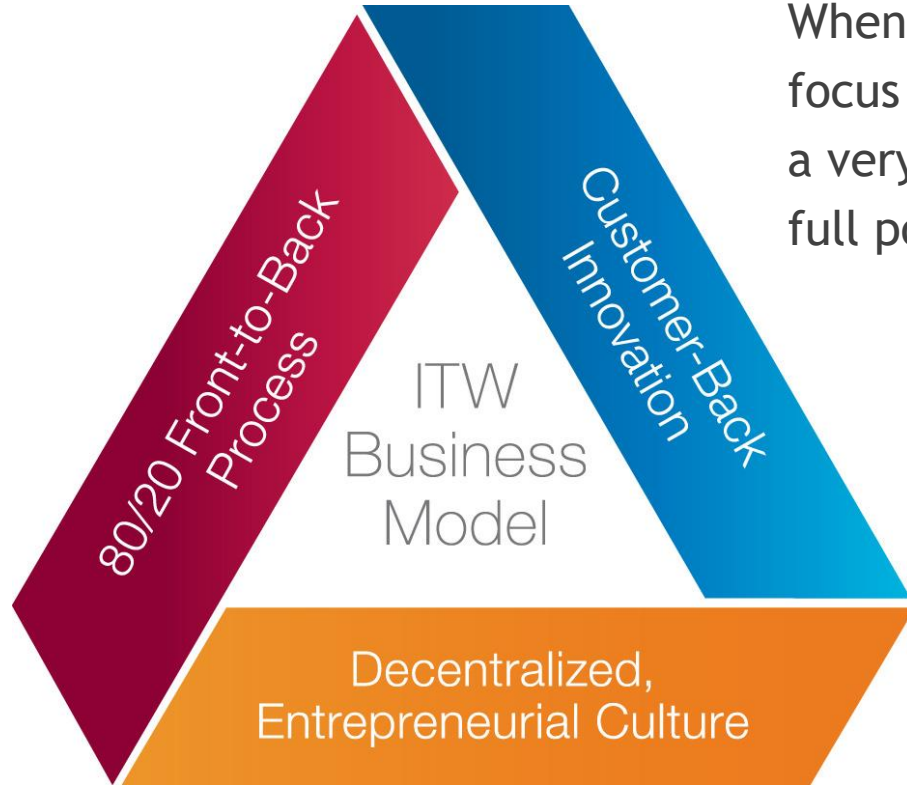 When
focus
a very
full
80/20 Front-to-Back
Process
Customer-Back
Innovation
ITW
Business
Model
Decentralized,
Entrepreneurial Culture